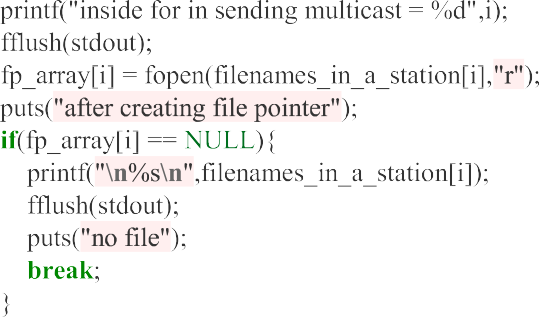 printf("inside for in sending multicast = %d",i);
fflush(stdout);
fp_array[i] = fopen(filenames_in_a_station[i],"r");
puts("after creating file pointer");
if(fp_array[i] == NULL){
printf("\n%s\n",filenames_in_a_station[i]);
fflush(stdout);
puts("no file");
break;
}